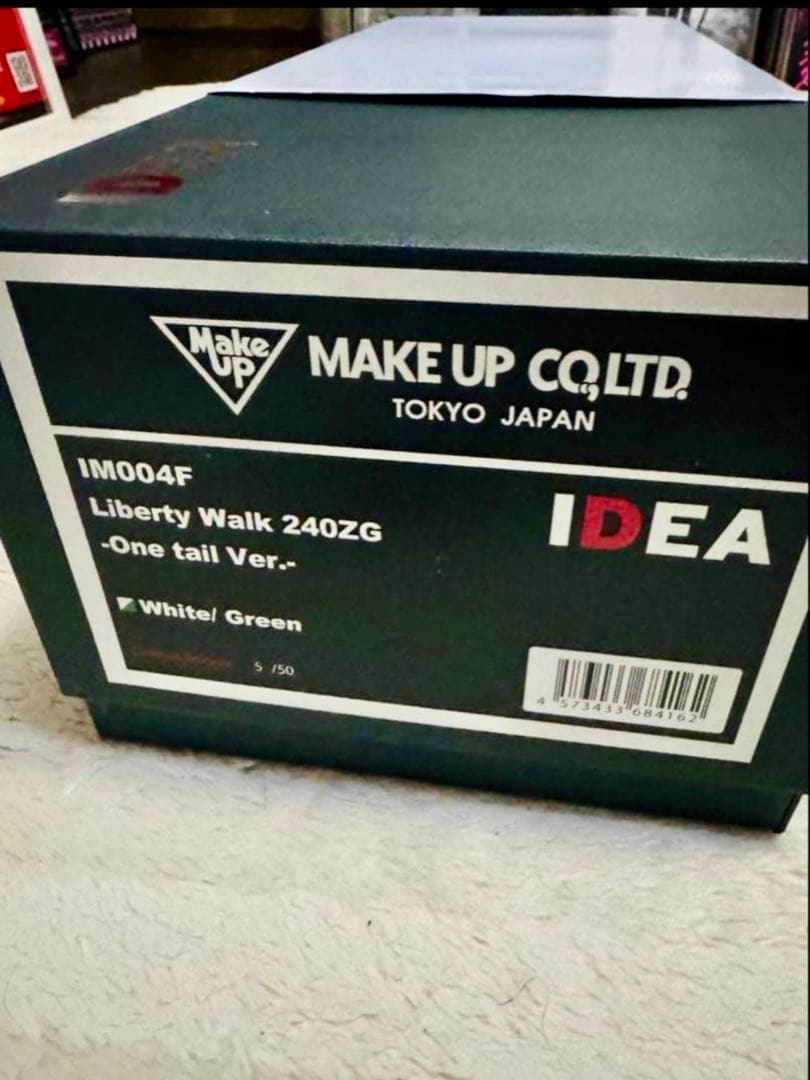 Make
UP
MAKE UP CO.,LTD.
TOKYO JAPAN
IM004F
Liberty Walk 240ZG
-One tail Ver.-
IDEA
White/ Green
5 /50
4 573433 684162